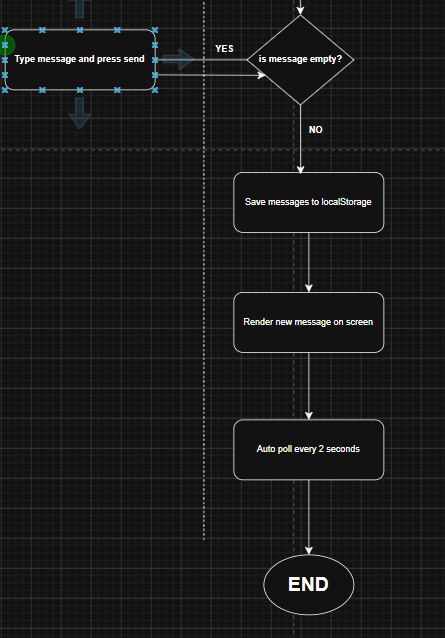 YES
Type message and press send
is message empty?
NO
Save messages to localStorage
Render new message on screen
Auto poll every 2 seconds
END